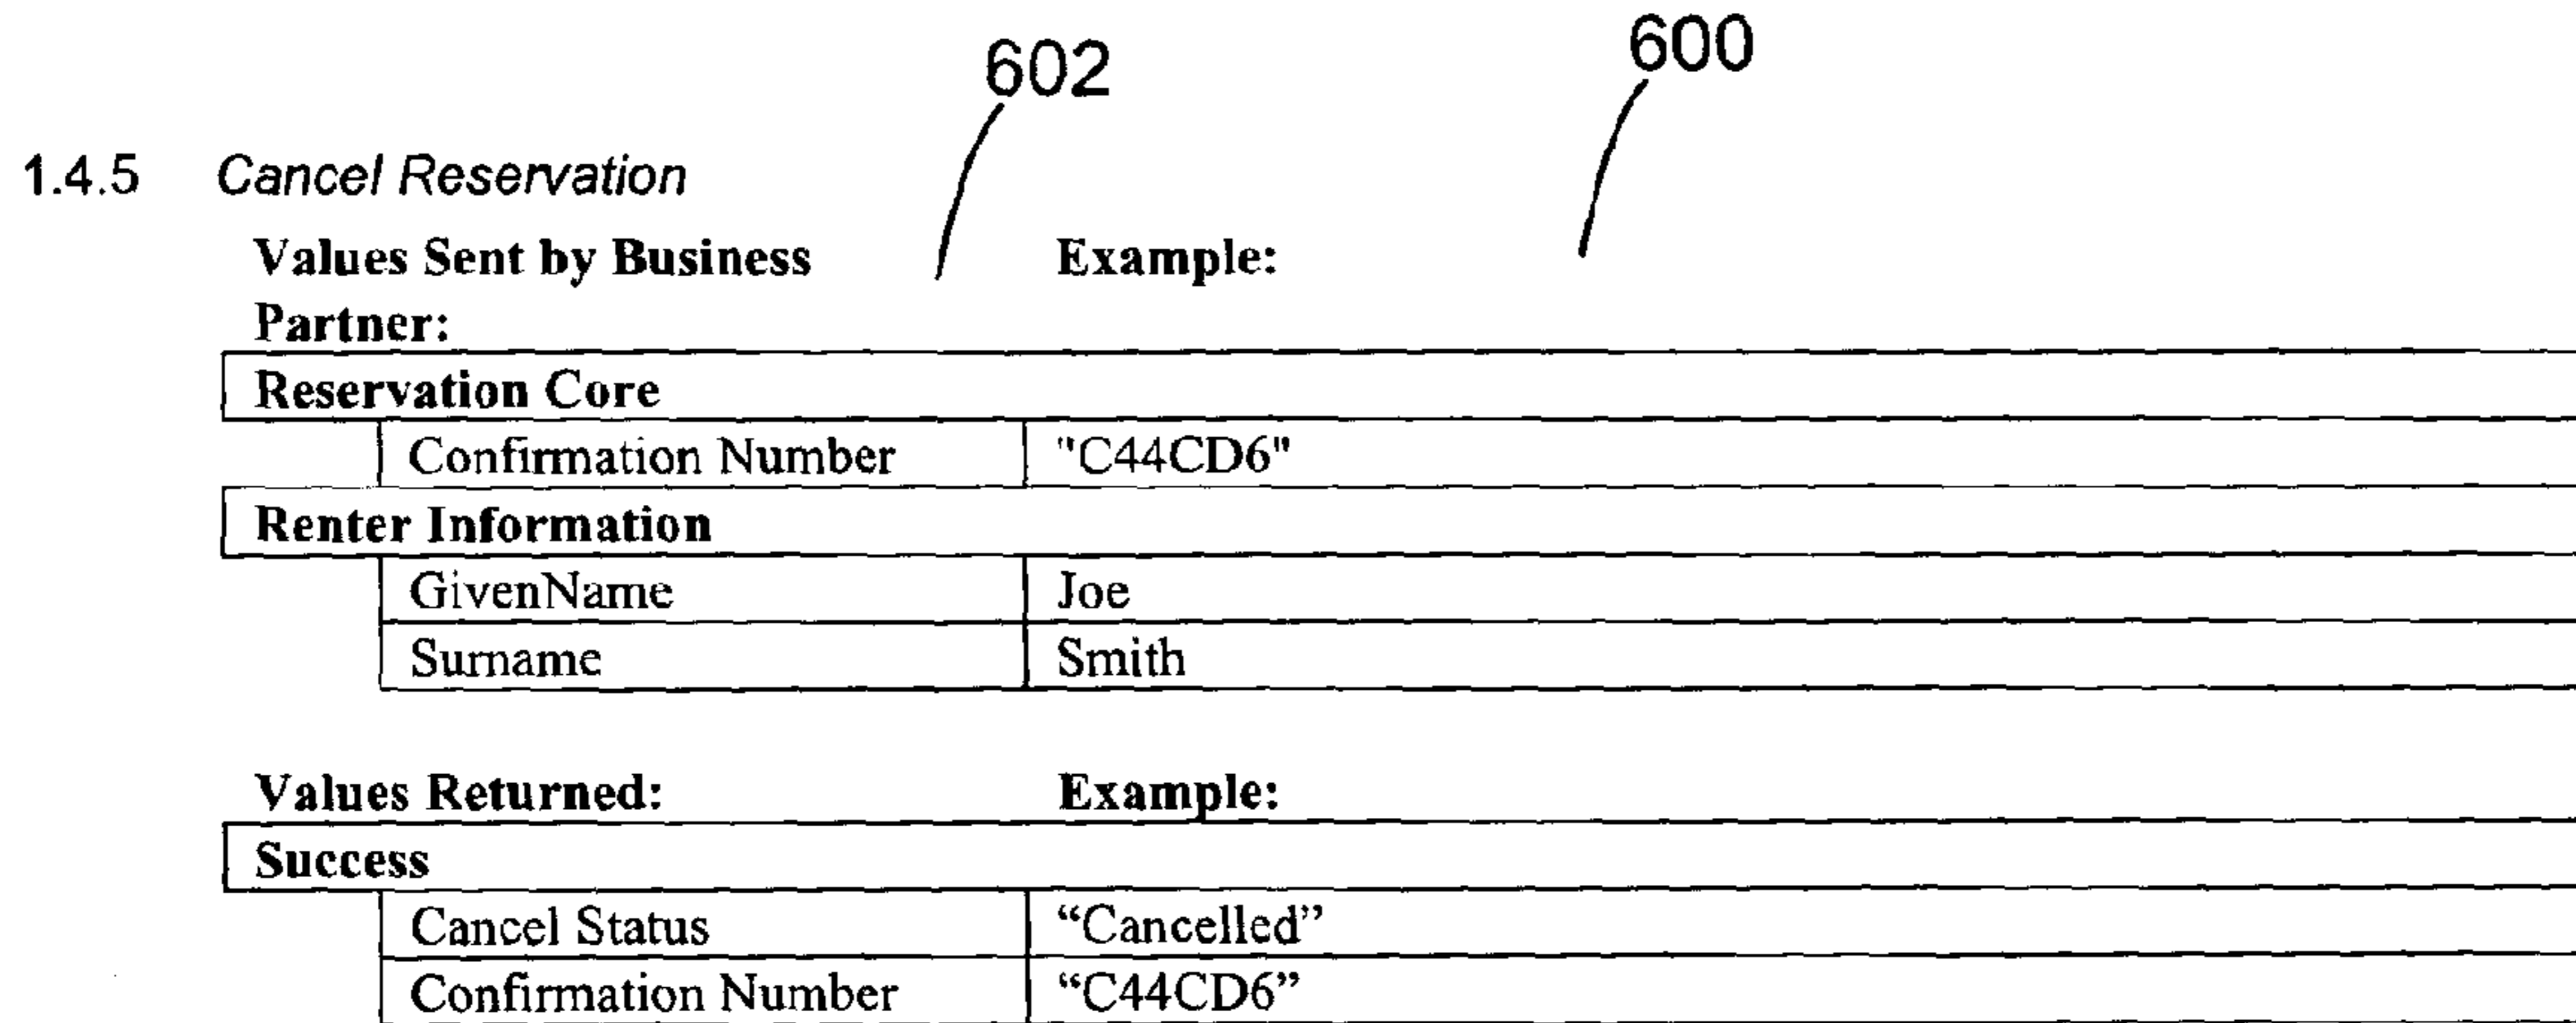 602 600
1.4.5 Cancel Reservation
Values Sent by Business Example:
Partner:
Reservation Core
Confirmation Number "C44CD6"
Renter Information
GivenName Joe
Surname Smith
Values Returned: Example:
Success
Cancel Status “Cancelled”
Confirmation Number “C44CD6”